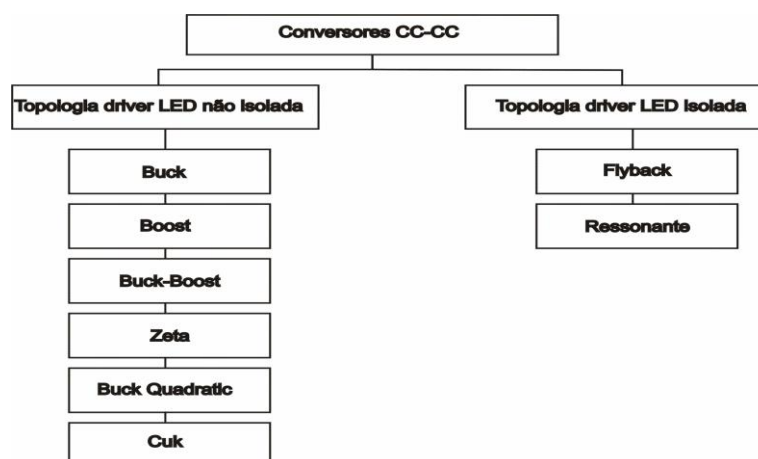 Conversores CC-CC
Topologia driver LED não isolada
Topologia driver LED isolada
Buck
Boost
Buck-Boost
Zeta
Buck Quadratic
Cuk
Flyback
Ressonante